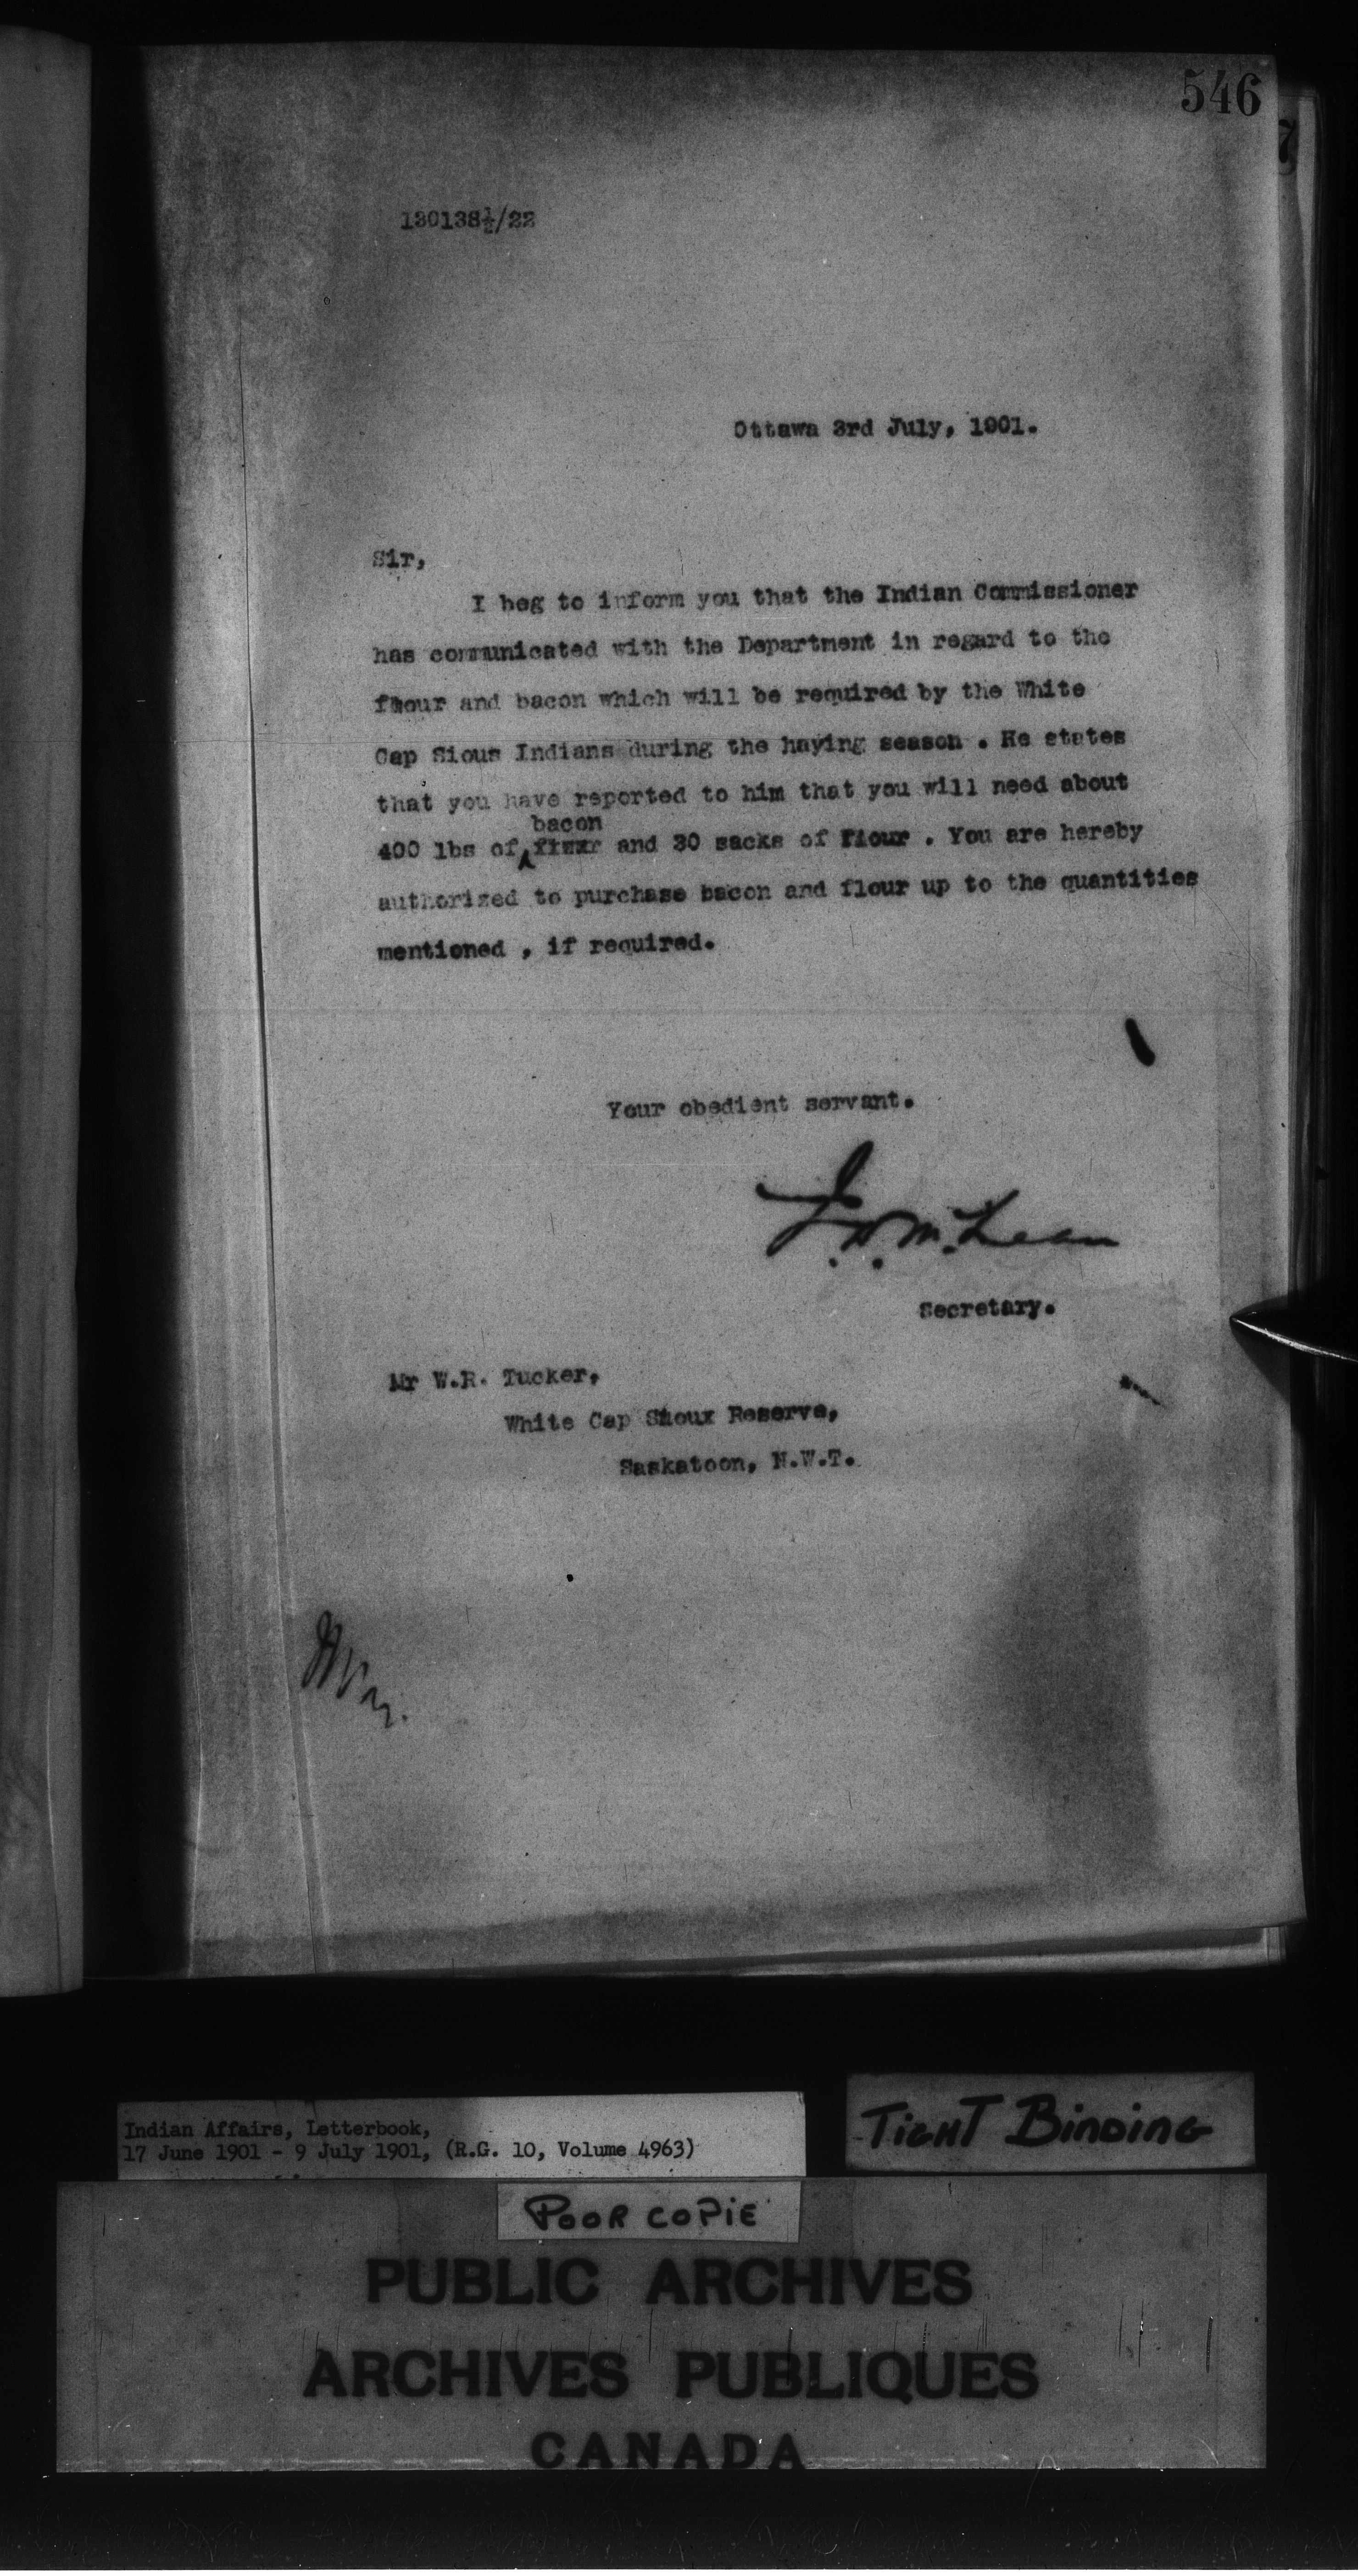 546
7
130138½/22
Ottawa 3rd July, 1901.
Sir,
I beg to inform you that the Indian Commissioner
has communicated with the Department in regard to the
flour and bacon which will be required by the White
Cap Sioux Indians during the haying season . He states
that you have reported to him that you will need about
bacon
400 lbs of flour and 30 sacks of flour . You are hereby
authorized to purchase bacon and flour up to the quantities
mentioned , if required.
Your obedient servant.
J. D. McLean
Secretary.
Mr W.R. Tucker,
White Cap Sioux Reserve,
Saskatoon, N.W.T.
Indian Affairs, Letterbook,
17 June 1901 - 9 July 1901, (R.G. 10, Volume 4963)
TIGHT BINDING
POOR COPIE
PUBLIC ARCHIVES
ARCHIVES PUBLIQUES
CANADA